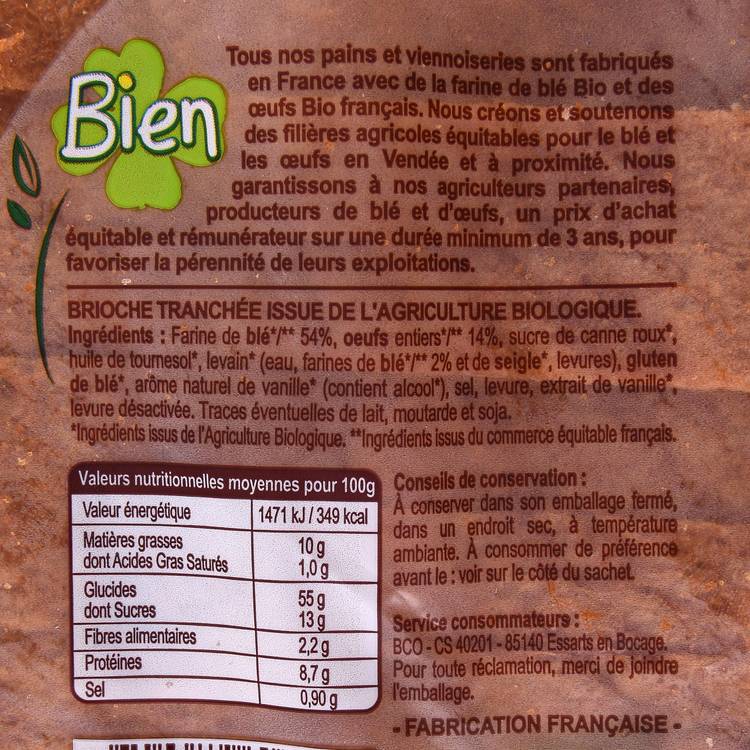 Bien
Tous nos pains et viennoiseries sont fabriqués
en France avec de la farine de blé Bio et des
œufs Bio français. Nous créons et soutenons
des filières agricoles équitables pour le blé et
les œufs en Vendée et à proximité. Nous
garantissons à nos agriculteurs partenaires,
producteurs de blé et d'œufs, un prix d'achat
équitable et rémunérateur sur une durée minimum de 3 ans, pour
favoriser la pérennité de leurs exploitations.
BRIOCHE TRANCHÉE ISSUE DE L'AGRICULTURE BIOLOGIQUE.
Ingrédients : Farine de blé*/** 54%, oeufs entiers*/** 14%, sucre de canne roux*,
huile de tournesol*, levain* (eau, farines de blé*/** 2% et de seigle*, levures), gluten
de blé*, arôme naturel de vanille* (contient alcool*), sel, levure, extrait de vanille*,
levure désactivée. Traces éventuelles de lait, moutarde et soja.
*Ingrédients issus de l'Agriculture Biologique. **Ingrédients issus du commerce équitable français.
Valeurs nutritionnelles moyennes pour 100g
Valeur énergétique 1471 kJ / 349 kcal
Matières grasses 10 g
dont Acides Gras Saturés 1,0 g
Glucides 55 g
dont Sucres 13 g
Fibres alimentaires 2,2 g
Protéines 8,7 g
Sel 0,90 g
Conseils de conservation :
À conserver dans son emballage fermé,
dans un endroit sec, à température
ambiante. À consommer de préférence
avant le : voir sur le côté du sachet.
Service consommateurs :
BCO - CS 40201 - 85140 Essarts en Bocage.
Pour toute réclamation, merci de joindre
l'emballage.
- FABRICATION FRANÇAISE -